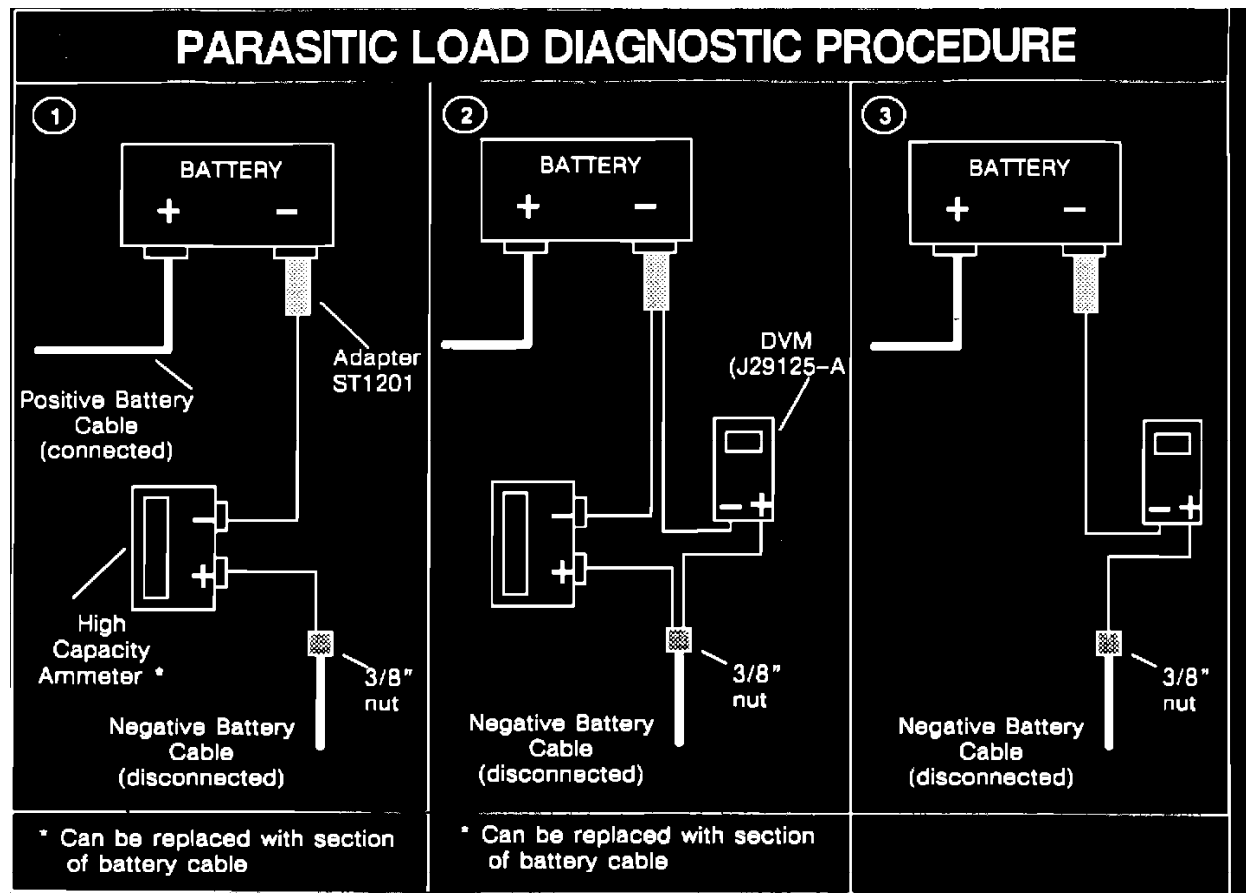 PARASITIC LOAD DIAGNOSTIC PROCEDURE
1
BATTERY
+ −
Adapter
ST1201
Positive Battery
Cable
(connected)
−
+
High
Capacity
Ammeter *
3/8"
nut
Negative Battery
Cable
(disconnected)
* Can be replaced with section
of battery cable
2
BATTERY
+ −
DVM
(J29125-A
− +
−
+
3/8"
nut
Negative Battery
Cable
(disconnected)
* Can be replaced with section
of battery cable
3
BATTERY
+ −
− +
3/8"
nut
Negative Battery
Cable
(disconnected)